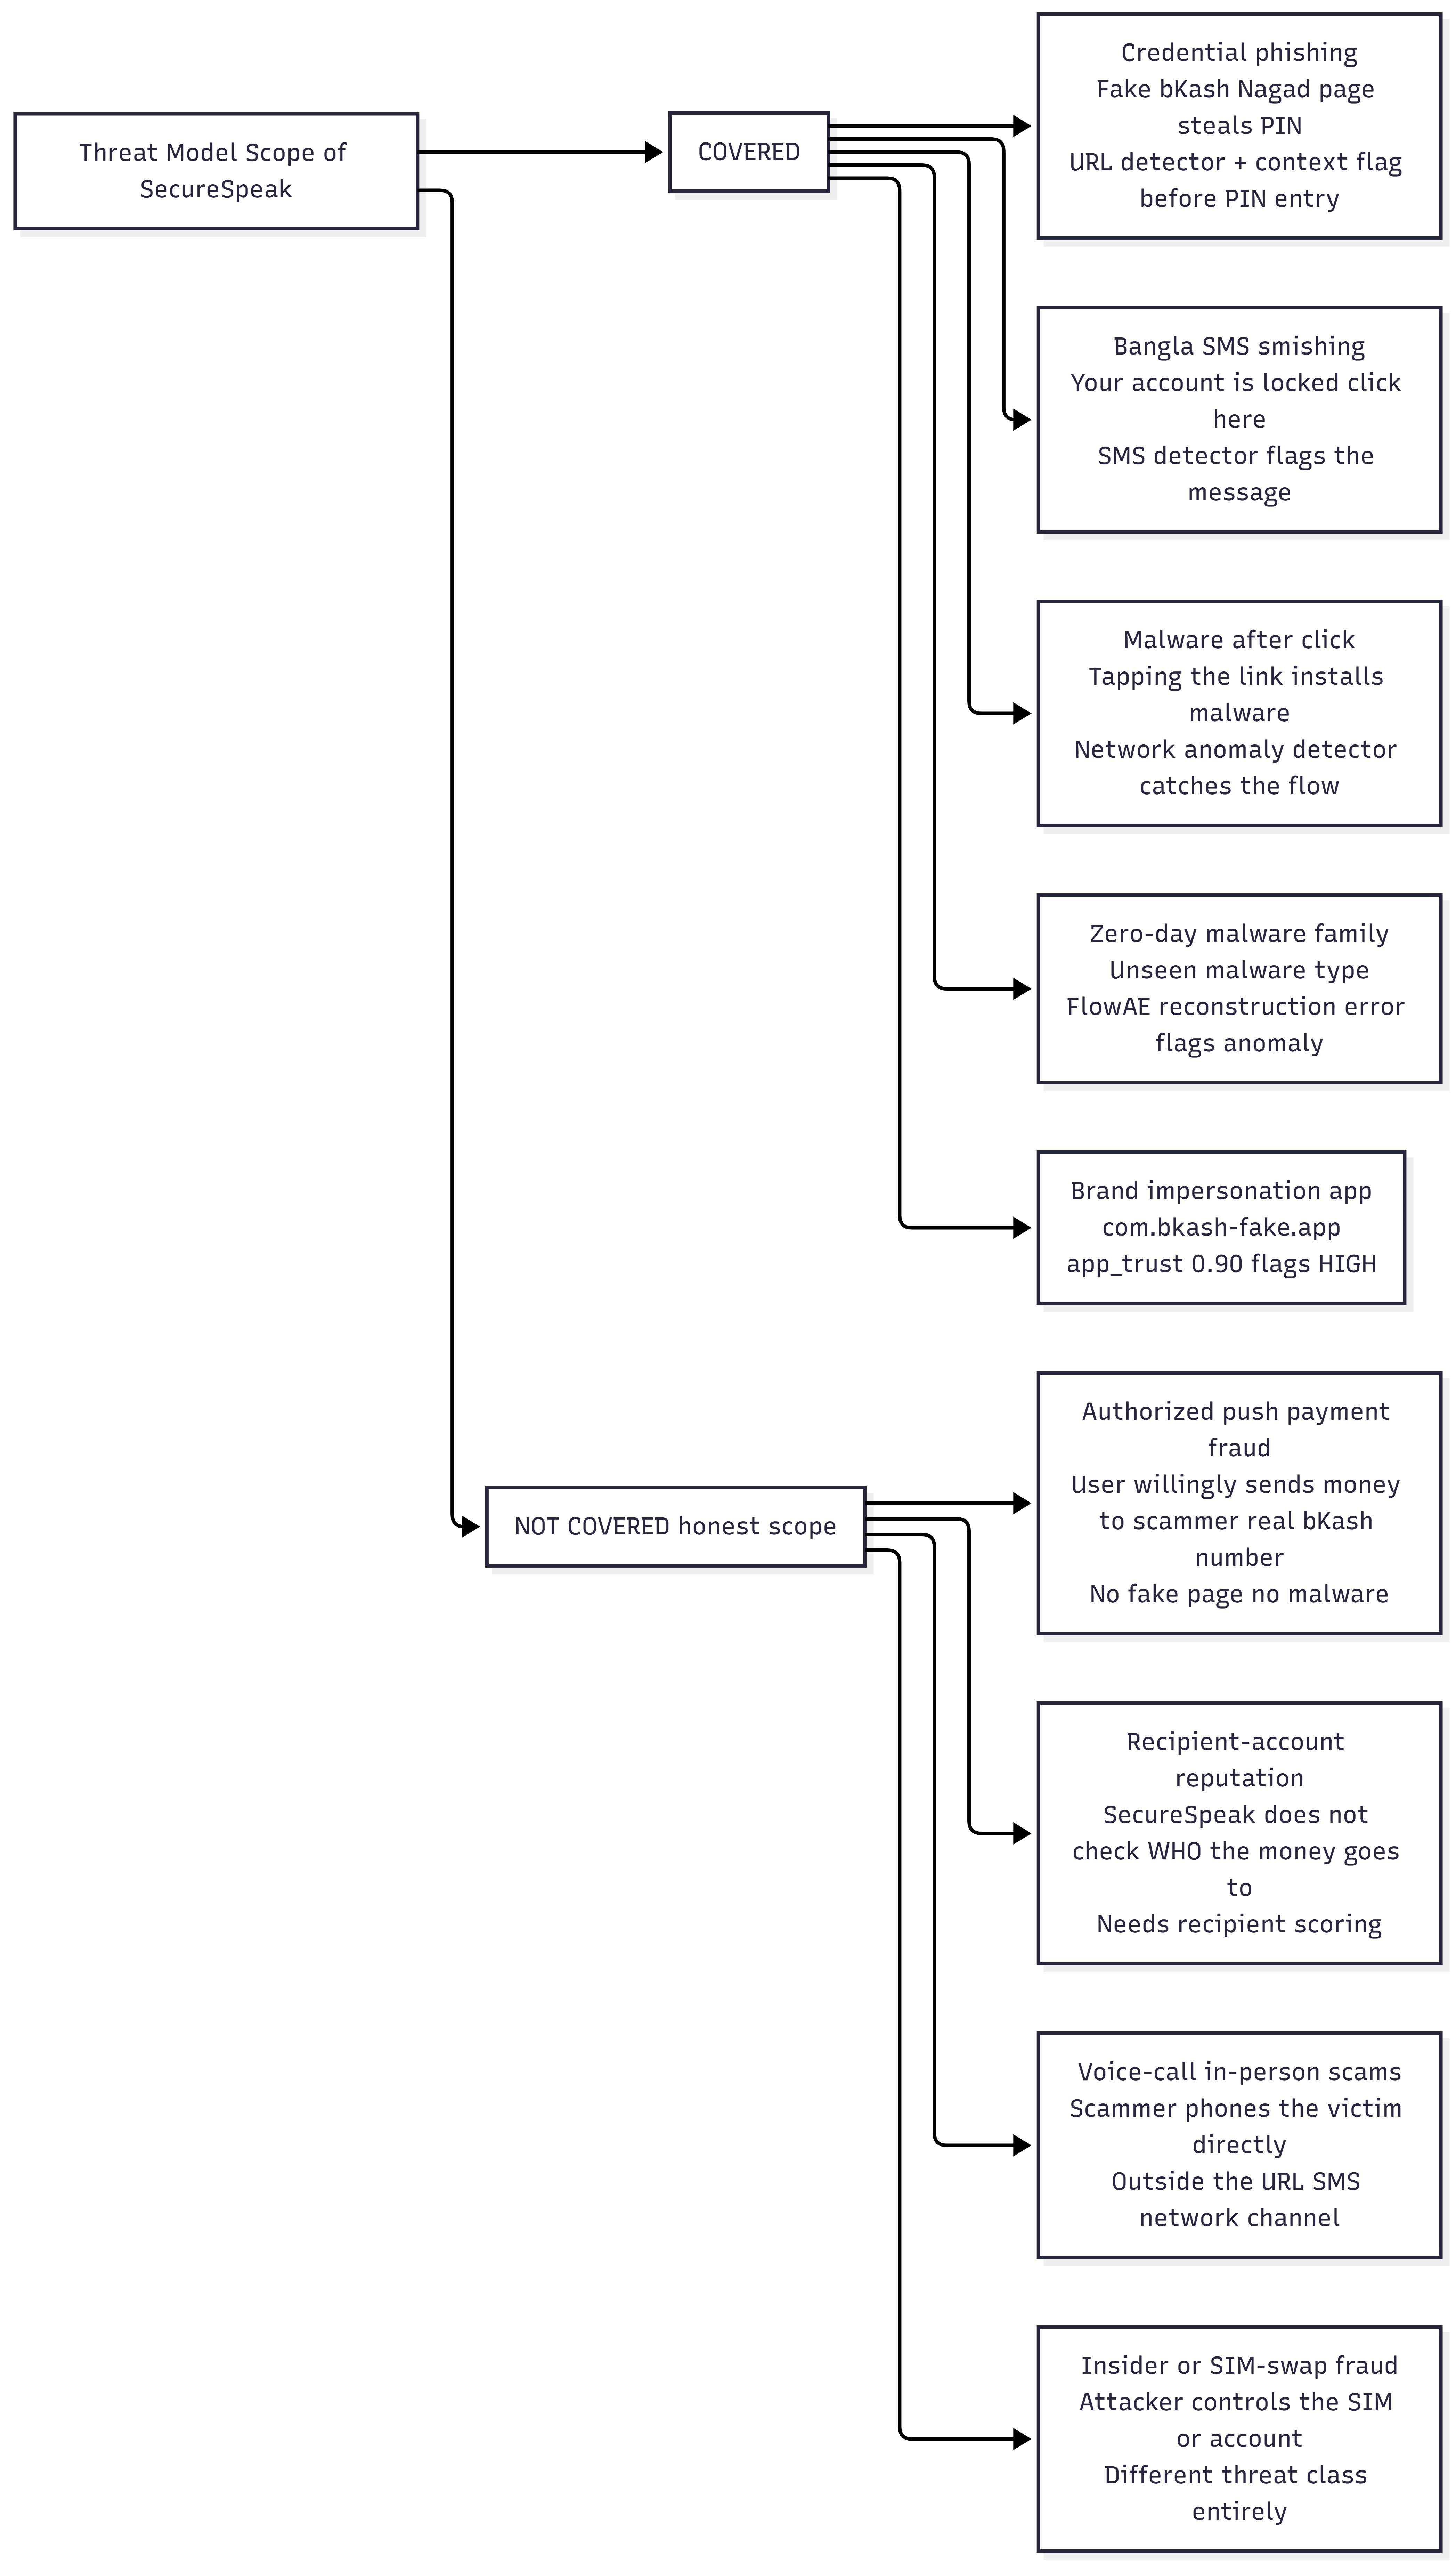 Threat Model Scope of
SecureSpeak
COVERED
Credential phishing
Fake bKash Nagad page
steals PIN
URL detector + context flag
before PIN entry
Bangla SMS smishing
Your account is locked click
here
SMS detector flags the
message
Malware after click
Tapping the link installs
malware
Network anomaly detector
catches the flow
Zero-day malware family
Unseen malware type
FlowAE reconstruction error
flags anomaly
Brand impersonation app
com.bkash-fake.app
app_trust 0.90 flags HIGH
NOT COVERED honest scope
Authorized push payment
fraud
User willingly sends money
to scammer real bKash
number
No fake page no malware
Recipient-account
reputation
SecureSpeak does not
check WHO the money goes
to
Needs recipient scoring
Voice-call in-person scams
Scammer phones the victim
directly
Outside the URL SMS
network channel
Insider or SIM-swap fraud
Attacker controls the SIM
or account
Different threat class
entirely